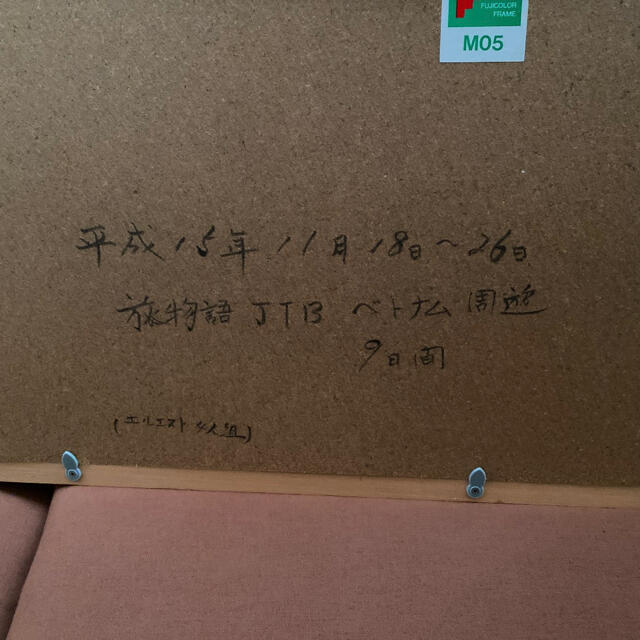 FUJICOLOR
FRAME
M05
平成15年11月18日～26日
旅物語 JTB ベトナム周遊
9日間
(エルエスト 4人組)